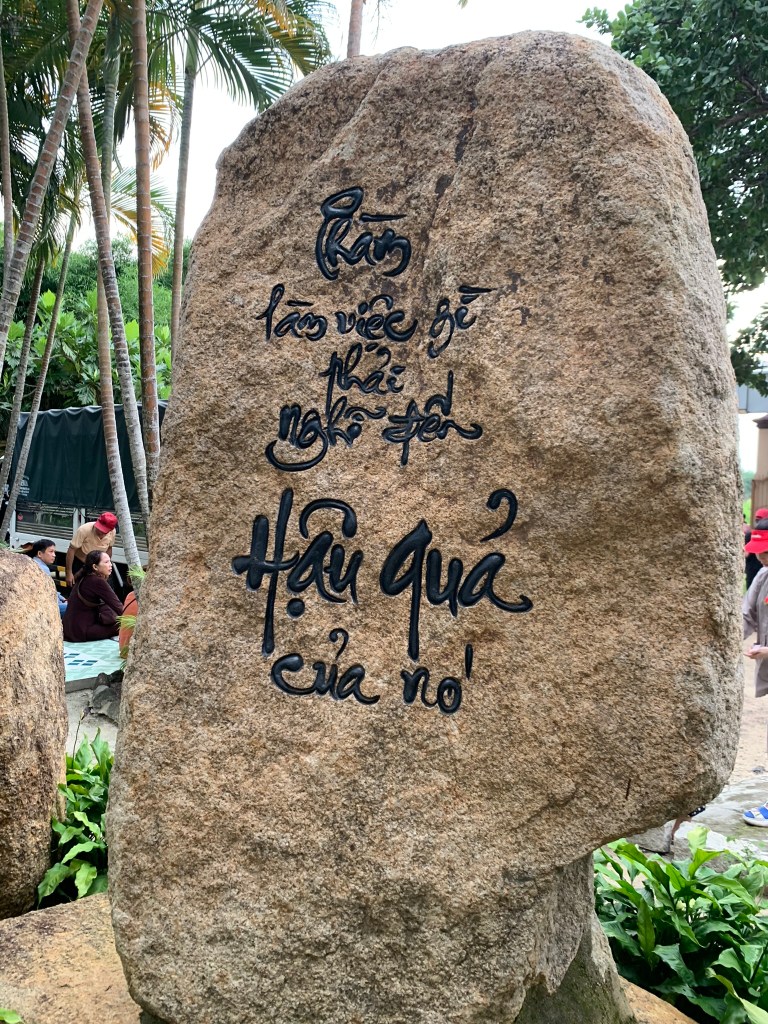 Phàm
làm việc gì
phải
nghĩ đến
Hậu quả
của nó